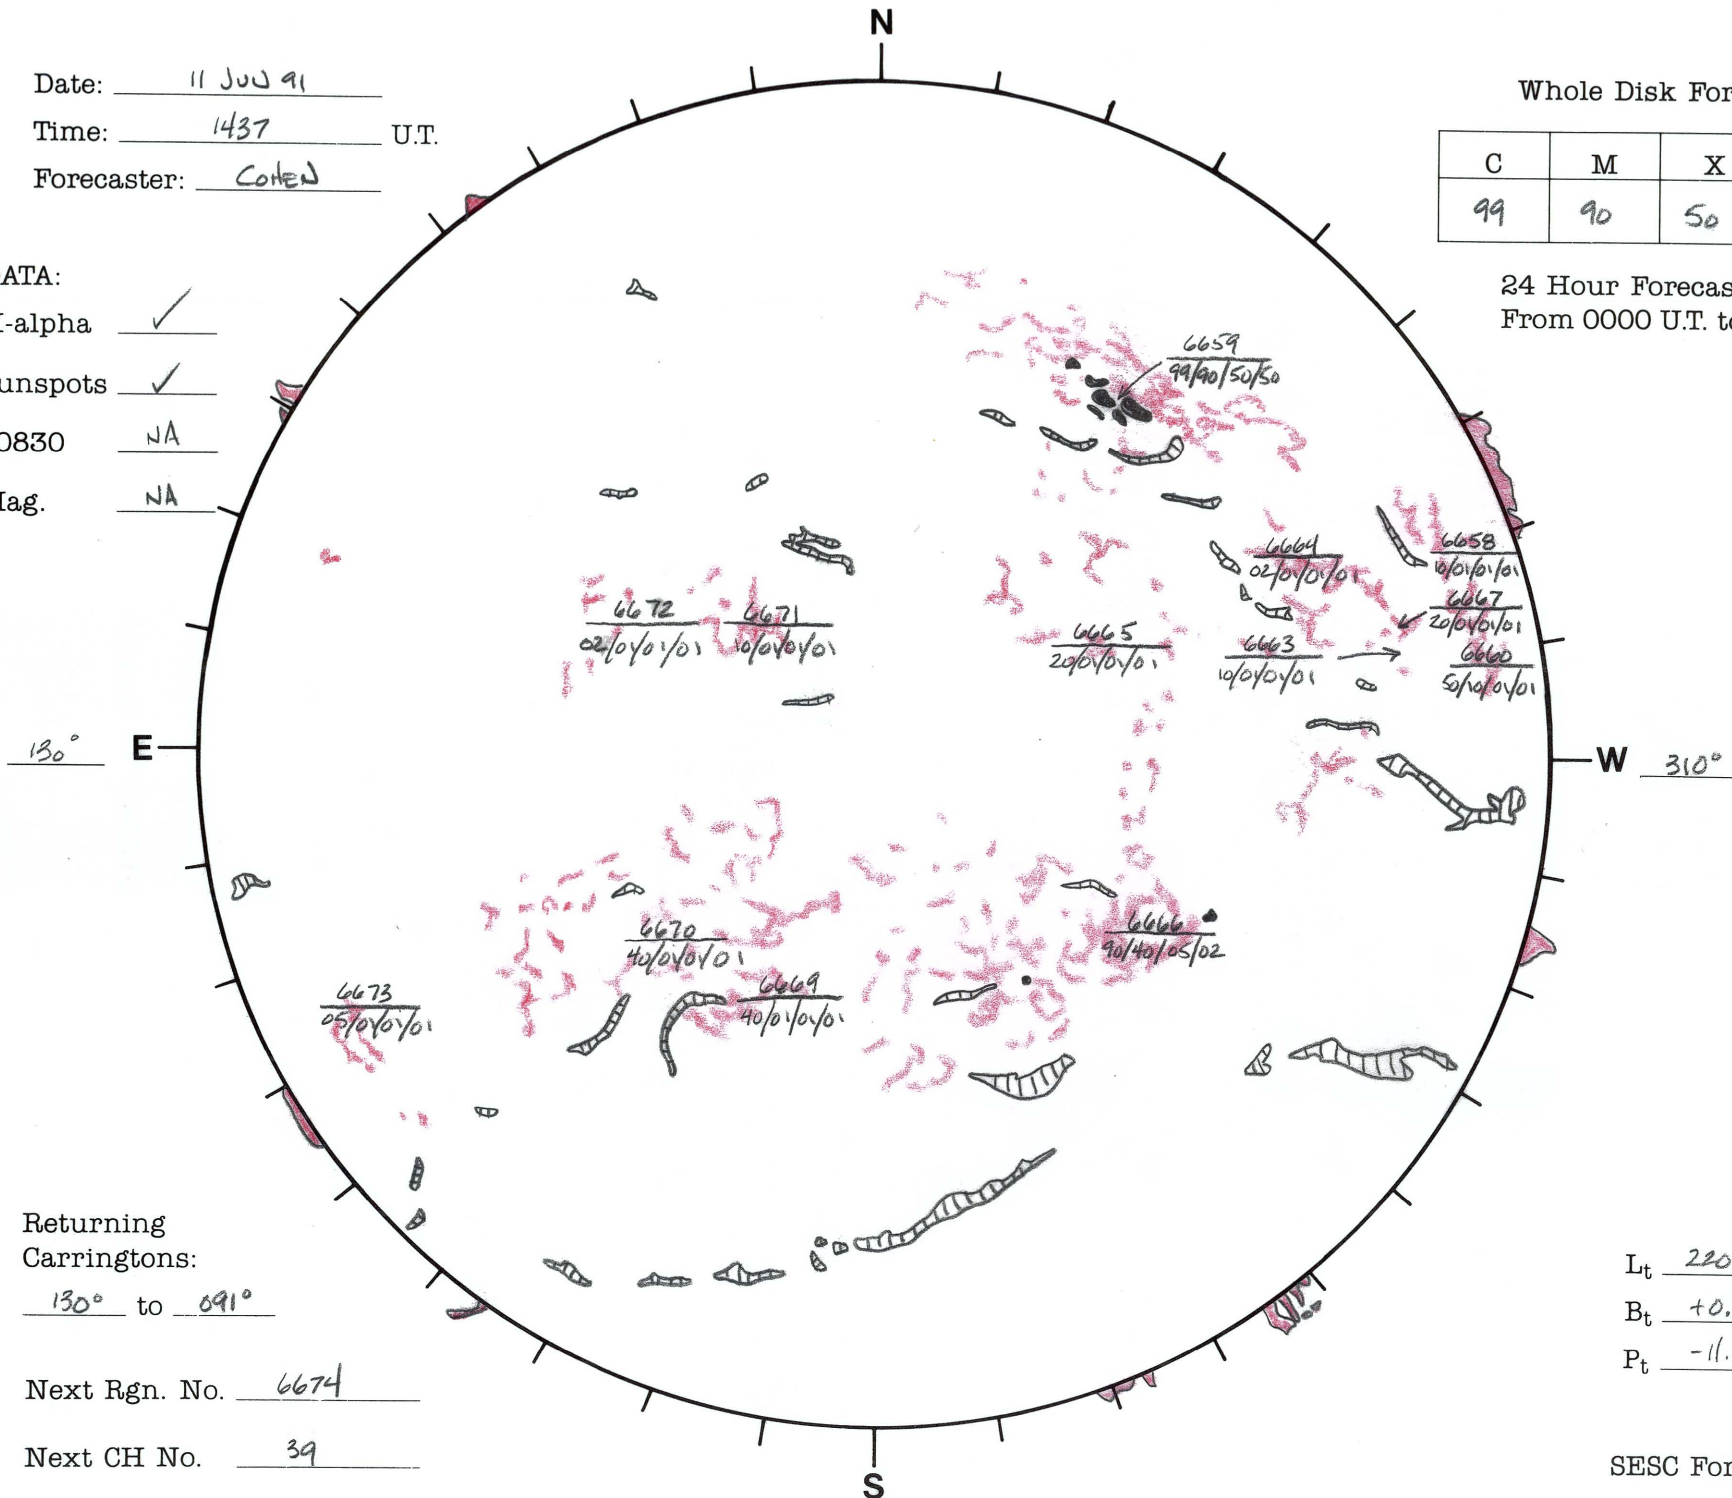 N
Date: 11 JUN 91
Time: 1437 U.T.
Forecaster: COHEN
Whole Disk For
C M X
99 90 50
24 Hour Forecas
From 0000 U.T. to
ATA:
I-alpha ✓
unspots ✓
0830 NA
Mag. NA
6659
99/90/50/50
6664
02/01/01/01
6658
10/01/01/01
6667
20/01/01/01
6672
02/01/01/01
6671
10/01/01/01
6665
20/01/01/01
6663
10/01/01/01
6660
50/10/01/01
130° E
W 310°
6670
40/01/01/01
6666
90/40/05/02
6673
05/01/01/01
6669
40/01/01/01
Returning
Carringtons:
130° to 091°
Next Rgn. No. 6674
Next CH No. 39
Lt 220
Bt +0.
Pt -11.
S
SESC For